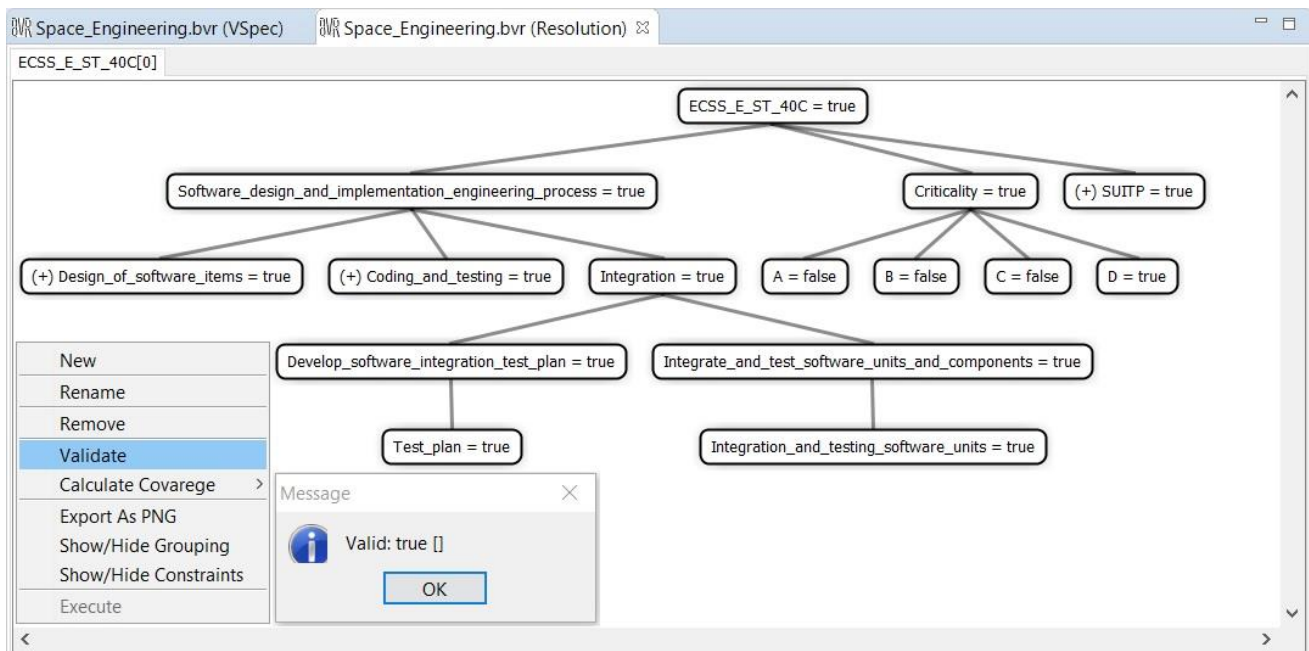 BVR Space_Engineering.bvr (VSpec) BVR Space_Engineering.bvr (Resolution)
ECSS_E_ST_40C[0]
ECSS_E_ST_40C = true
Software_design_and_implementation_engineering_process = true Criticality = true (+) SUITP = true
(+) Design_of_software_items = true (+) Coding_and_testing = true Integration = true A = false B = false C = false D = true
Develop_software_integration_test_plan = true Integrate_and_test_software_units_and_components = true
Test_plan = true Integration_and_testing_software_units = true
New
Rename
Remove
Validate
Calculate Covarege
Export As PNG
Show/Hide Grouping
Show/Hide Constraints
Execute
Message
Valid: true []
OK